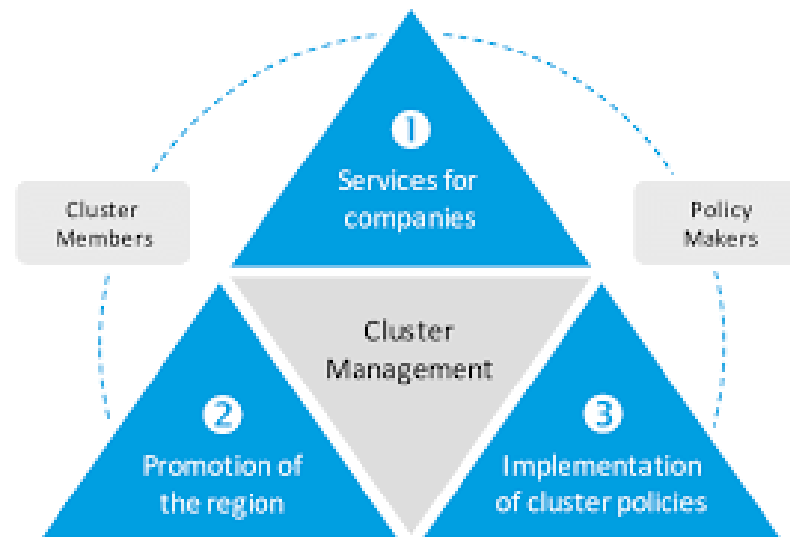 1
Services for
companies
Cluster
Members
Policy
Makers
Cluster
Management
2
Promotion of
the region
3
Implementation
of cluster policies